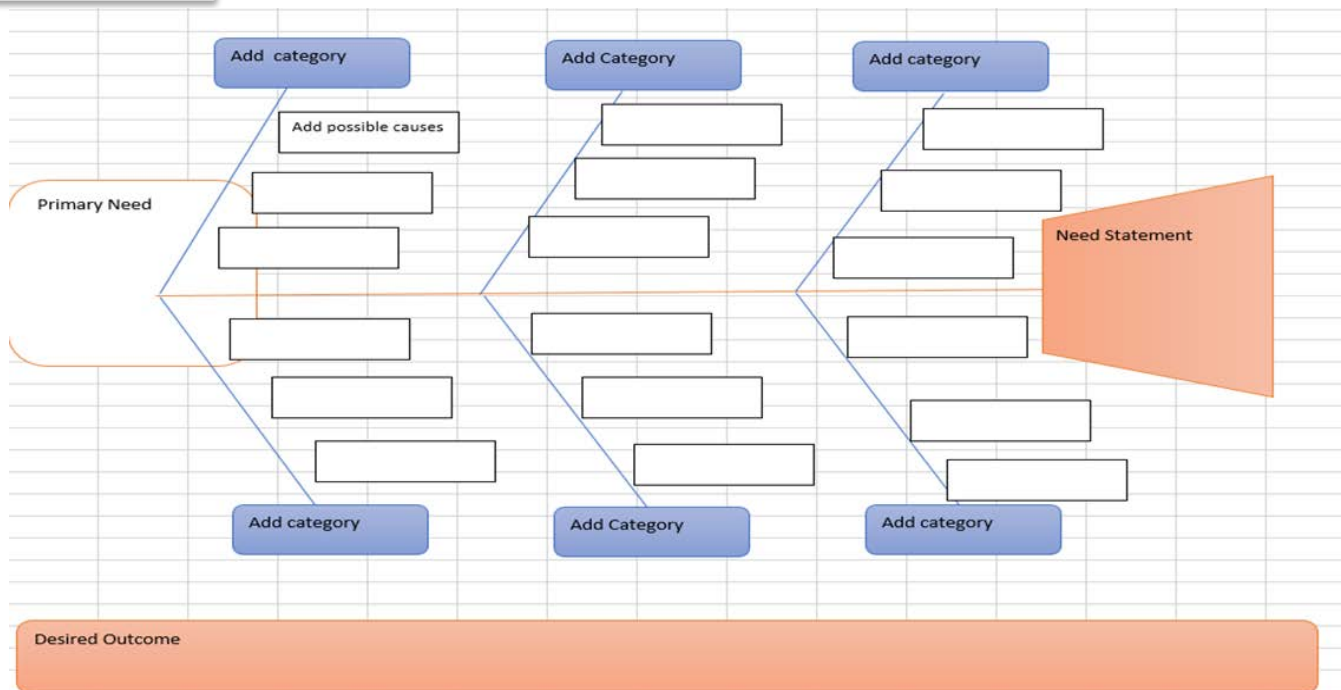 Add category
Add Category
Add category
Add possible causes
Primary Need
Need Statement
Add category
Add Category
Add category
Desired Outcome